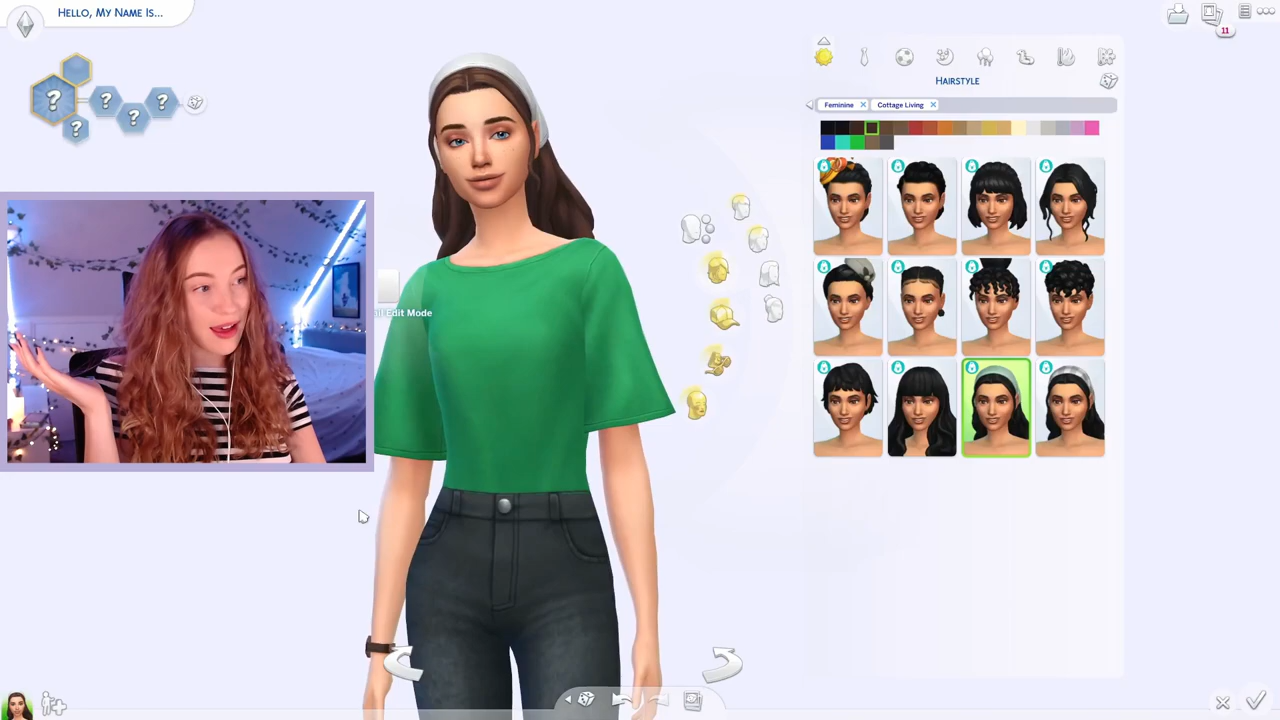 Hello, My Name Is...
11
Hairstyle
Feminine
Cottage Living
? ? ? ? ?
Edit Mode